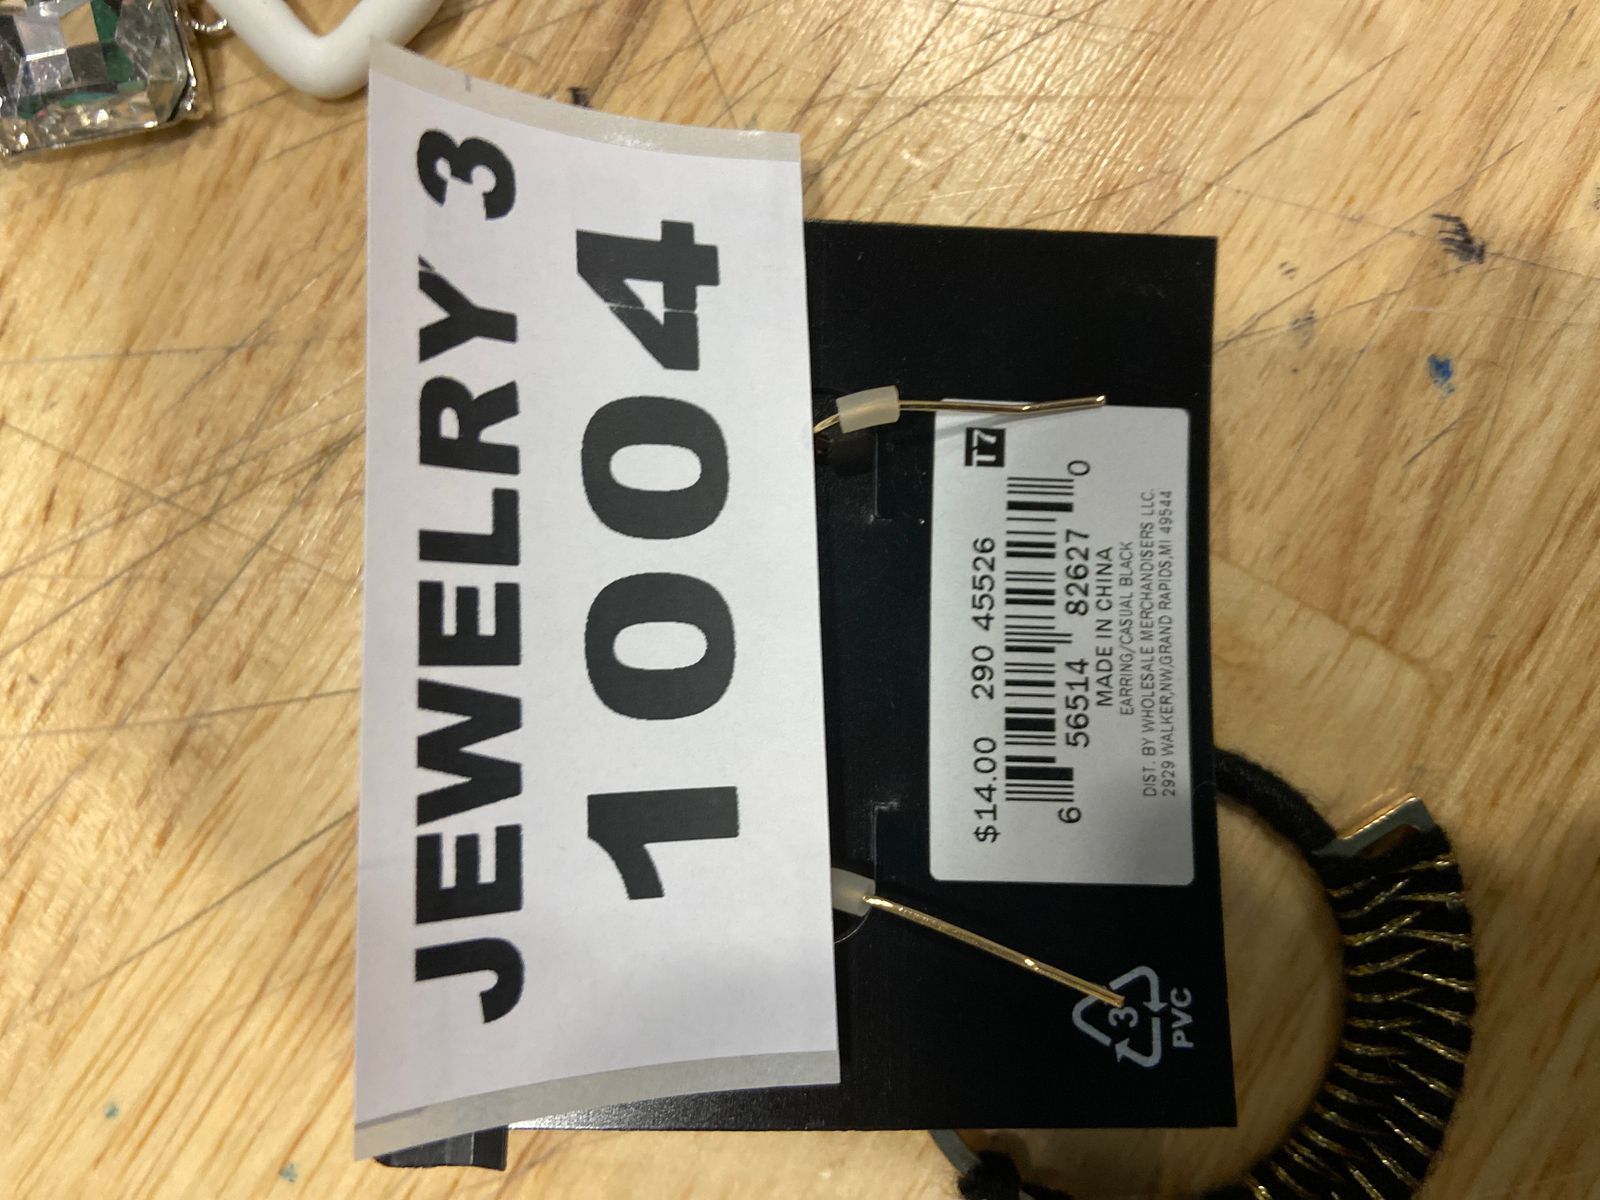 JEWELRY 3
1004
T7
$14.00 290 45526
6 56514 82627 0
MADE IN CHINA
EARRING/CASUAL BLACK
DIST. BY WHOLESALE MERCHANDISERS LLC.
2929 WALKER,NW,GRAND RAPIDS,MI 49544
3
PVC